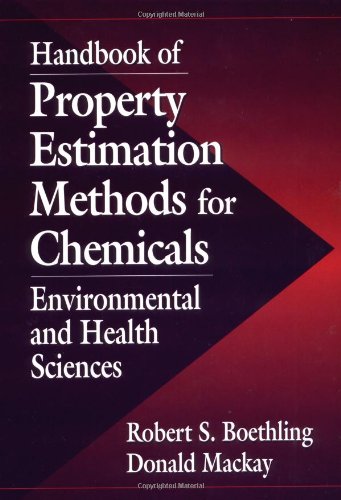 Handbook of
Property
Estimation
Methods for
Chemicals
Environmental
and Health
Sciences
Robert S. Boethling
Donald Mackay